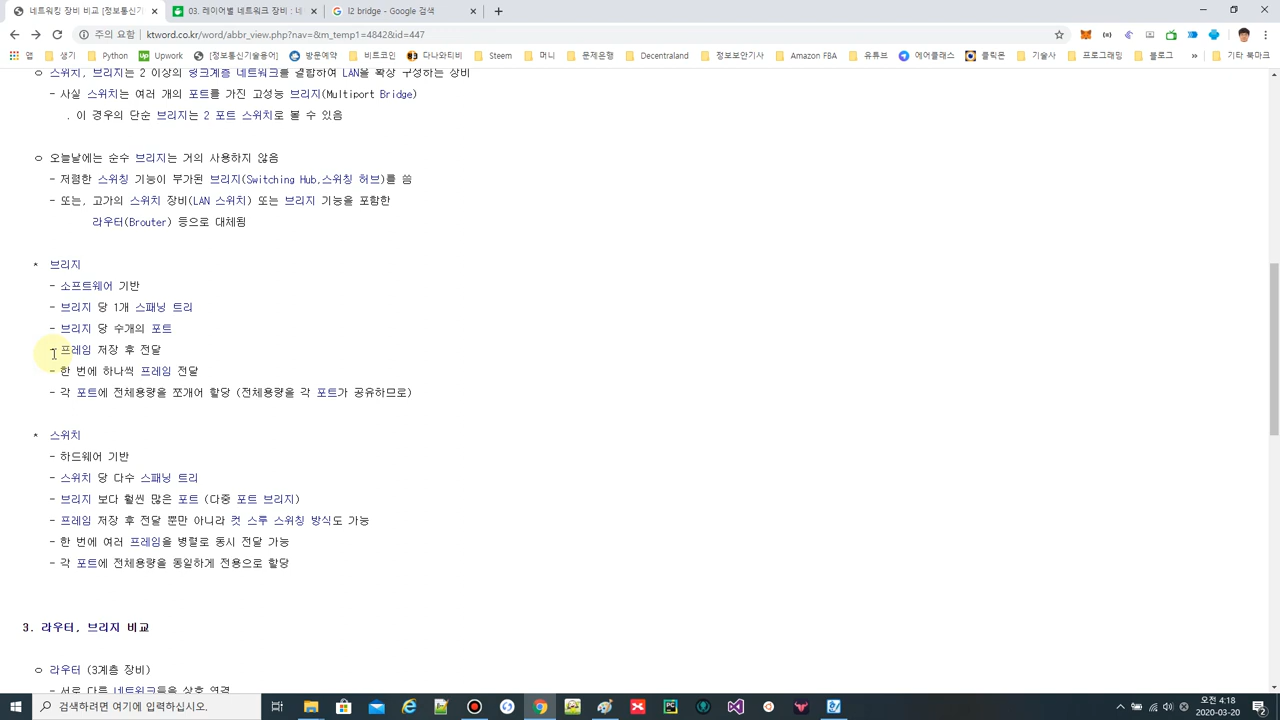 네트워킹 장비 비교 [정보통신기
03. 레이어별 네트워크 장비 : 네
l2 bridge - Google 검색
주의 요함
ktword.co.kr/word/abbr_view.php?nav=&m_temp1=4842&id=447
앱 생기 Python Upwork [정보통신기술용어] 방문예약 비트코인 다나와티비 Steem 머니 문제은행 Decentraland 정보보안기사 Amazon FBA 유튜브 에어클래스 클릭몬 기술사 프로그래밍 블로그 » 기타 북마크
ㅇ 스위치, 브리지는 2 이상의 링크계층 네트워크를 결합하여 LAN을 확장 구성하는 장비
- 사실 스위치는 여러 개의 포트를 가진 고성능 브리지(Multiport Bridge)
. 이 경우의 단순 브리지는 2 포트 스위치로 볼 수 있음
ㅇ 오늘날에는 순수 브리지는 거의 사용하지 않음
- 저렴한 스위칭 기능이 부가된 브리지(Switching Hub,스위칭 허브)를 씀
- 또는, 고가의 스위치 장비(LAN 스위치) 또는 브리지 기능을 포함한
라우터(Brouter) 등으로 대체됨
* 브리지
- 소프트웨어 기반
- 브리지 당 1개 스패닝 트리
- 브리지 당 수개의 포트
- 프레임 저장 후 전달
- 한 번에 하나씩 프레임 전달
- 각 포트에 전체용량을 쪼개어 할당 (전체용량을 각 포트가 공유하므로)
* 스위치
- 하드웨어 기반
- 스위치 당 다수 스패닝 트리
- 브리지 보다 훨씬 많은 포트 (다중 포트 브리지)
- 프레임 저장 후 전달 뿐만 아니라 컷 스루 스위칭 방식도 가능
- 한 번에 여러 프레임을 병렬로 동시 전달 가능
- 각 포트에 전체용량을 동일하게 전용으로 할당
3. 라우터, 브리지 비교
ㅇ 라우터 (3계층 장비)
- 서로 다른 네트워크들을 상호 연결
검색하려면 여기에 입력하십시오.
오전 4:18
2020-03-20